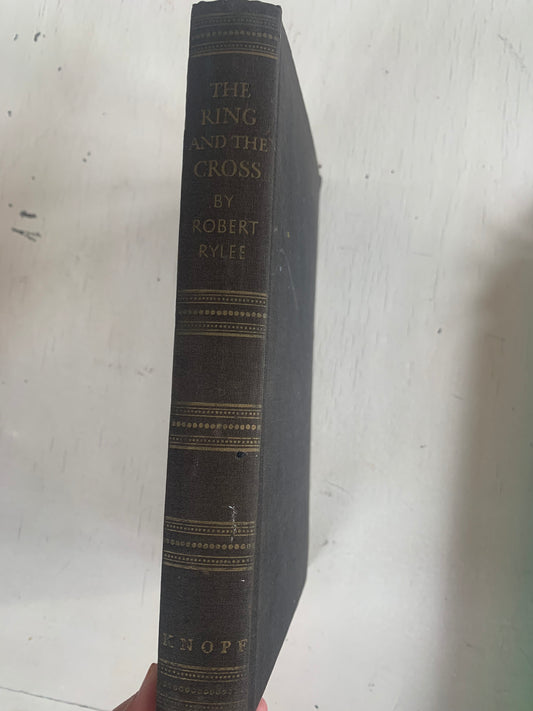 THE
RING
AND THE
CROSS
BY
ROBERT
RYLEE
KNOPF